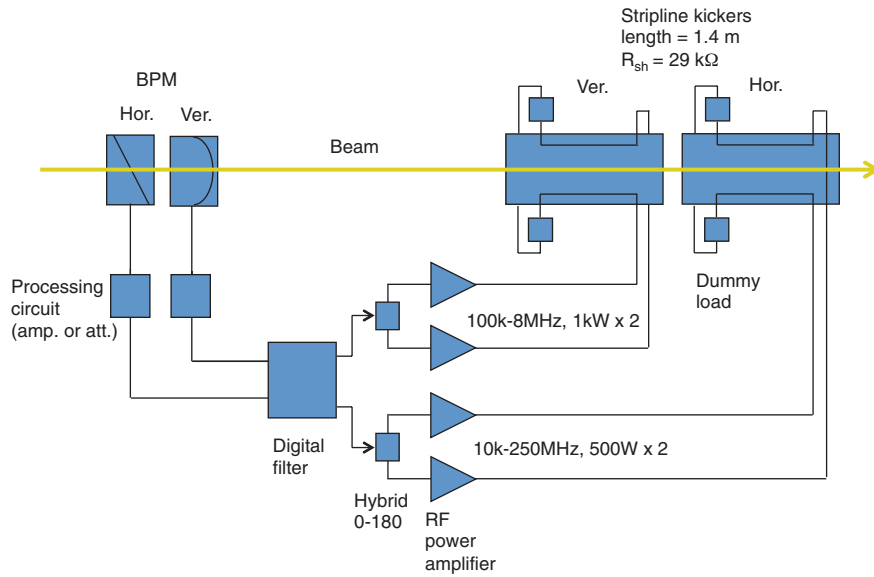 Stripline kickers
length = 1.4 m
R_sh = 29 kΩ
BPM
Hor.
Ver.
Ver.
Hor.
Beam
Processing
circuit
(amp. or att.)
Dummy
load
100k-8MHz, 1kW x 2
Digital
filter
10k-250MHz, 500W x 2
Hybrid
0-180
RF
power
amplifier